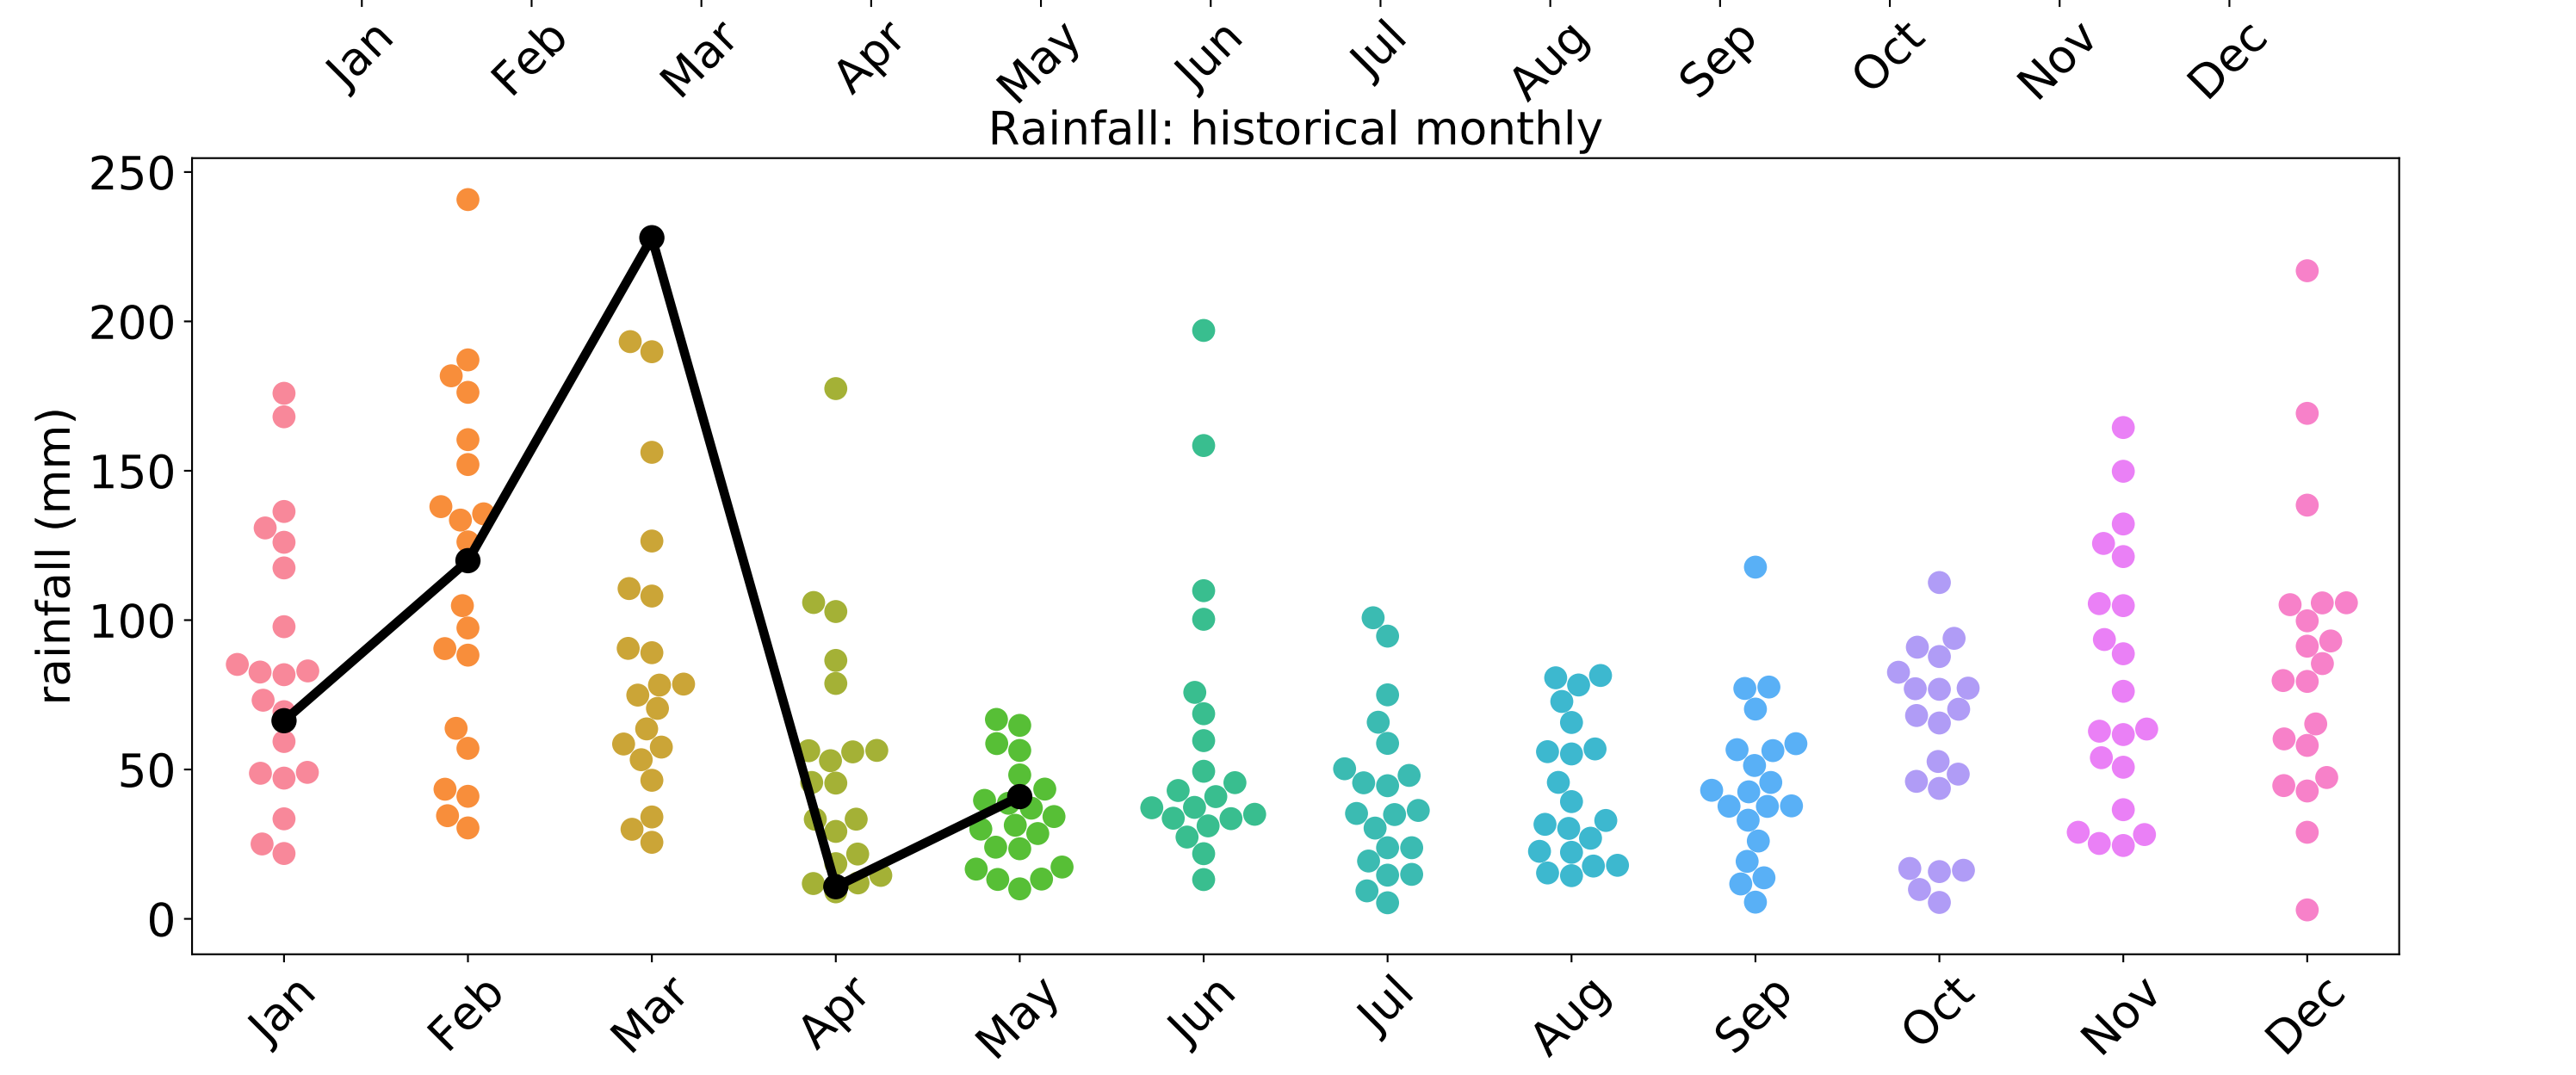 Jan Feb Mar Apr May Jun Jul Aug Sep Oct Nov Dec
Rainfall: historical monthly
250
200
150
100
50
0
rainfall (mm)
Jan Feb Mar Apr May Jun Jul Aug Sep Oct Nov Dec